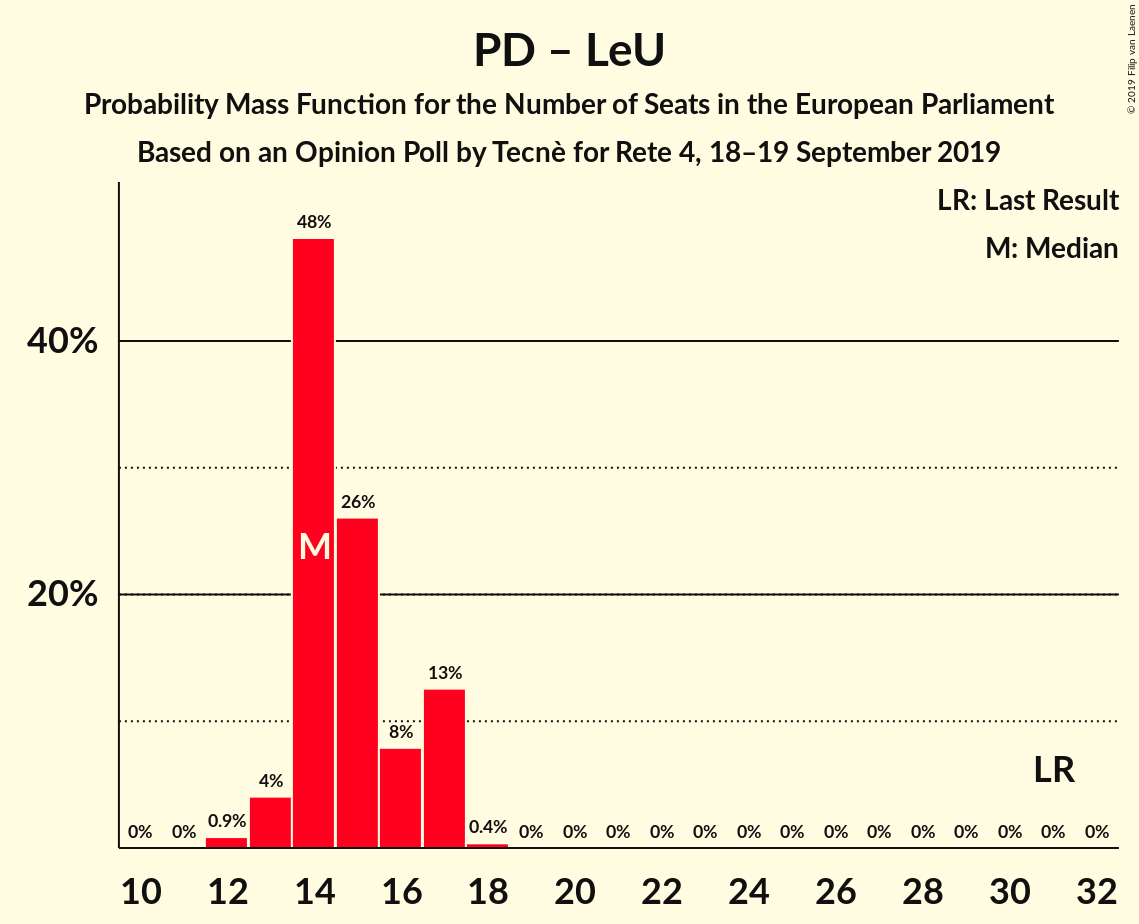 PD – LeU
Probability Mass Function for the Number of Seats in the European Parliament
Based on an Opinion Poll by Tecnè for Rete 4, 18–19 September 2019
© 2019 Filip van Laenen
LR: Last Result
M: Median
48%
40%
26%
M
20%
13%
8%
4%
LR
0% 0% 0.9% 0.4% 0% 0% 0% 0% 0% 0% 0% 0% 0% 0% 0% 0% 0% 0%
10 12 14 16 18 20 22 24 26 28 30 32